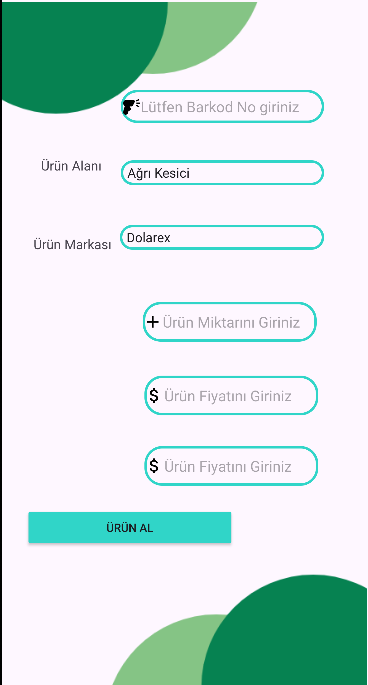 Lütfen Barkod No giriniz
Ürün Alanı
Ağrı Kesici
Ürün Markası
Dolarex
+ Ürün Miktarını Giriniz
$ Ürün Fiyatını Giriniz
$ Ürün Fiyatını Giriniz
ÜRÜN AL